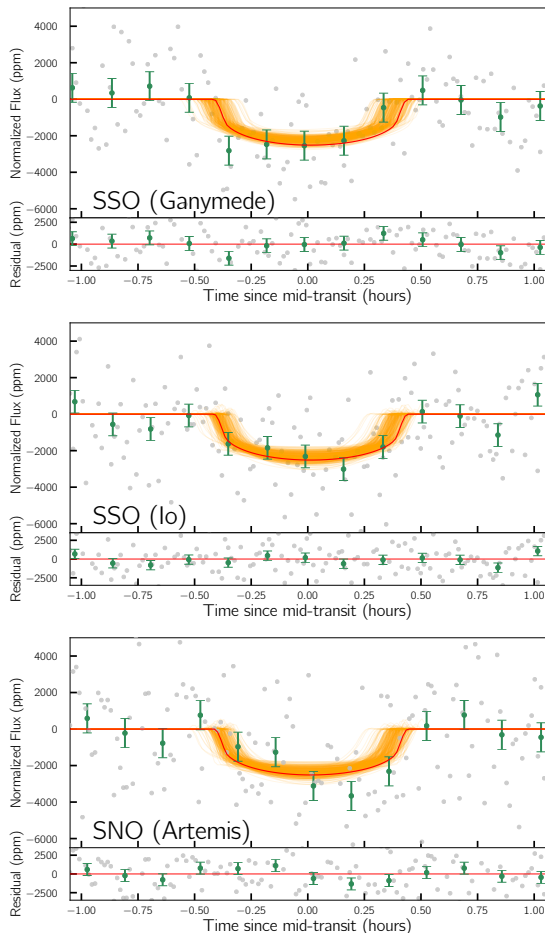 4000
2000
0
−2000
−4000
−6000
Normalized Flux (ppm)
SSO (Ganymede)
2500
0
−2500
Residual (ppm)
−1.00 −0.75 −0.50 −0.25 0.00 0.25 0.50 0.75 1.00
Time since mid-transit (hours)
4000
2000
0
−2000
−4000
−6000
Normalized Flux (ppm)
SSO (Io)
2500
0
−2500
Residual (ppm)
−1.00 −0.75 −0.50 −0.25 0.00 0.25 0.50 0.75 1.00
Time since mid-transit (hours)
4000
2000
0
−2000
−4000
−6000
Normalized Flux (ppm)
SNO (Artemis)
2500
0
−2500
Residual (ppm)
−1.00 −0.75 −0.50 −0.25 0.00 0.25 0.50 0.75 1.00
Time since mid-transit (hours)